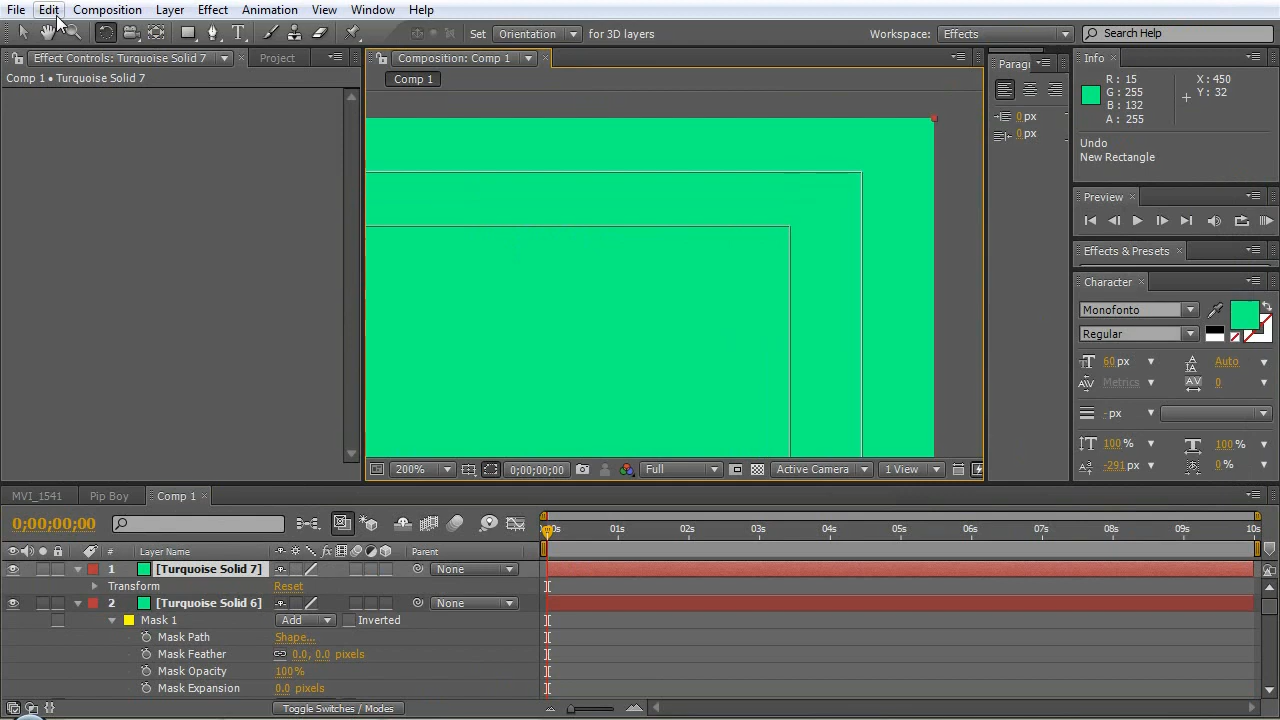 File Edit Composition Layer Effect Animation View Window Help
Set Orientation for 3D layers Workspace: Effects Search Help
Effect Controls: Turquoise Solid 7 Project Composition: Comp 1 Paragr Info
Comp 1 • Turquoise Solid 7 Comp 1
R: 15 X: 450
G: 255 Y: 32
B: 132
A: 255
0 px
0 px
Undo
New Rectangle
Preview
Effects & Presets
Character
Monofonto
Regular
60 px Auto
Metrics 0
- px
100 % 100 %
-291 px 0 %
200% 0;00;00;00 Full Active Camera 1 View
MVI_1541 Pip Boy Comp 1
0;00;00;00 00s 01s 02s 03s 04s 05s 06s 07s 08s 09s 10s
# Layer Name Parent
1 [Turquoise Solid 7] None
Transform Reset
2 [Turquoise Solid 6] None
Mask 1 Add Inverted
Mask Path Shape...
Mask Feather 0.0, 0.0 pixels
Mask Opacity 100%
Mask Expansion 0.0 pixels
Toggle Switches / Modes